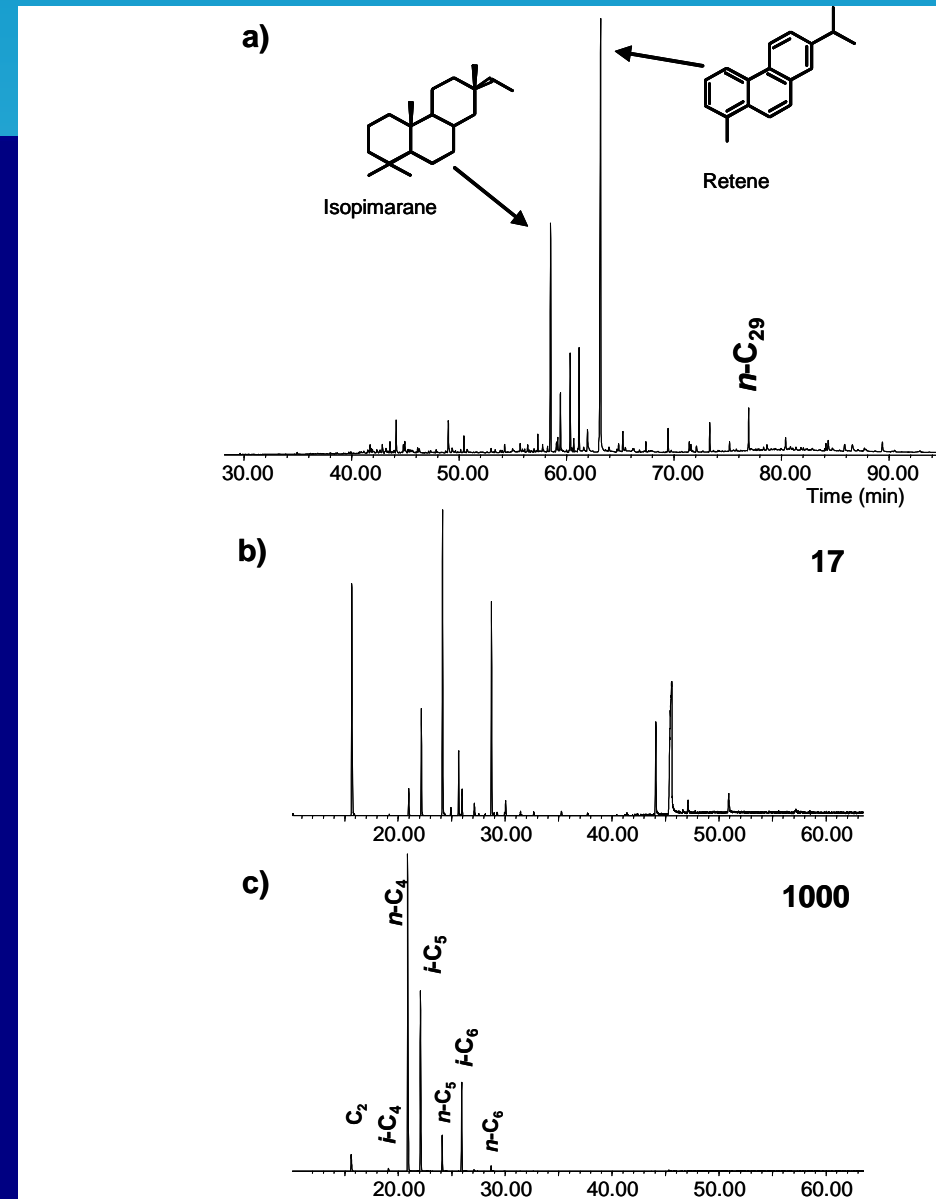 a)
Isopimarane
Retene
n-C₂₉
30.00 40.00 50.00 60.00 70.00 80.00 90.00
Time (min)
b)
17
20.00 30.00 40.00 50.00 60.00
c)
1000
C₂
i-C₄
n-C₄
i-C₅
n-C₅
i-C₆
n-C₆
20.00 30.00 40.00 50.00 60.00